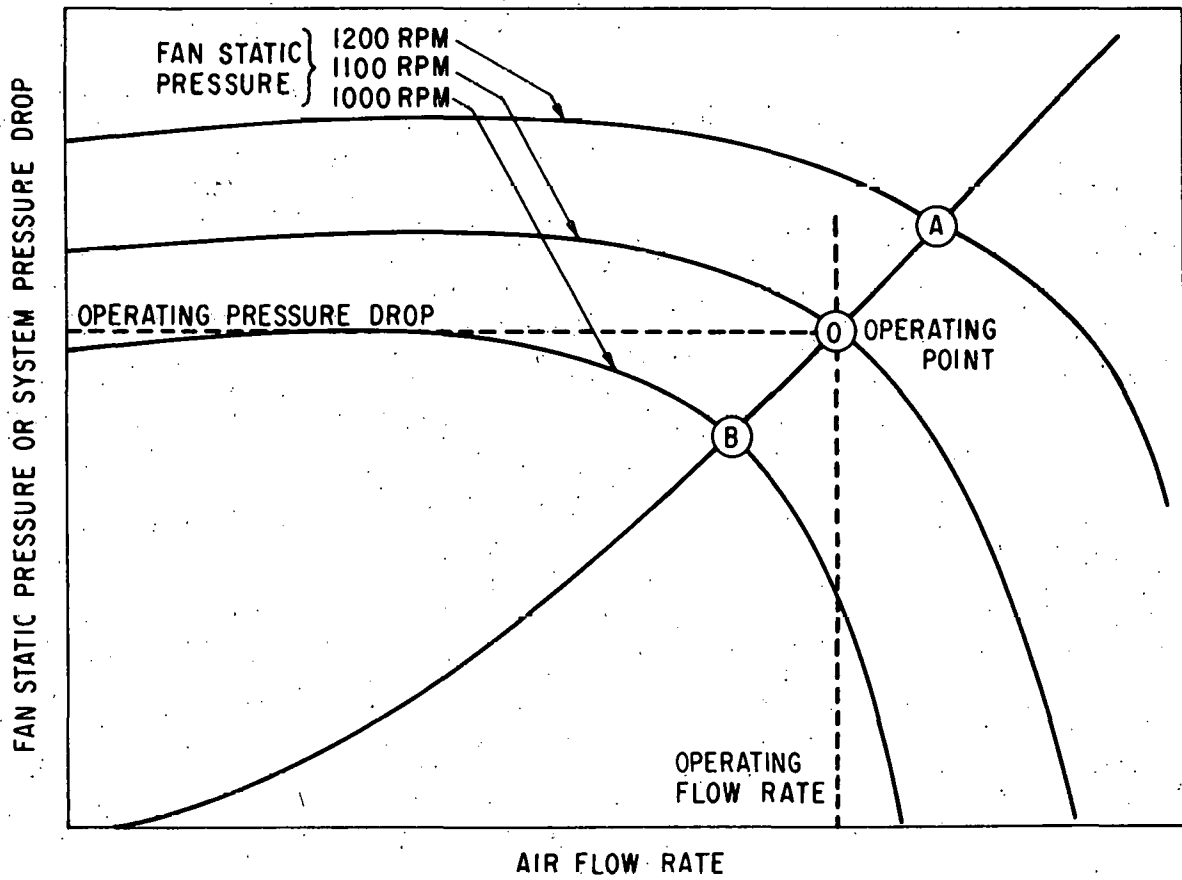 FAN STATIC PRESSURE OR SYSTEM PRESSURE DROP
FAN STATIC
PRESSURE
1200 RPM
1100 RPM
1000 RPM
A
OPERATING PRESSURE DROP
O
OPERATING
POINT
B
OPERATING
FLOW RATE
AIR FLOW RATE